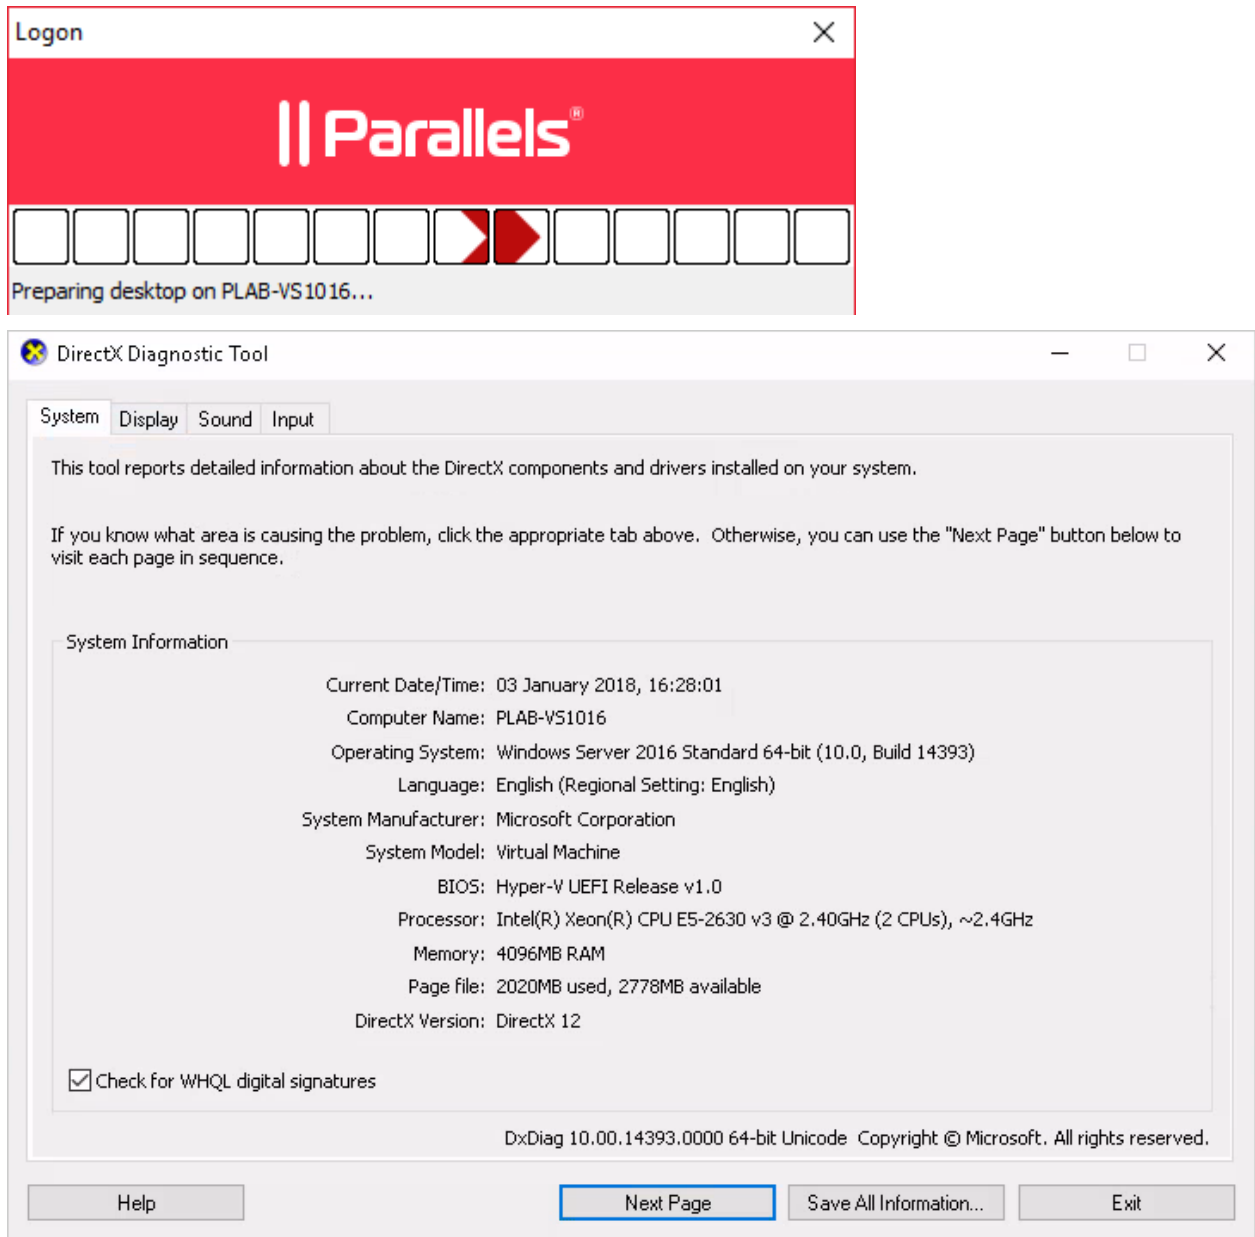 Logon
Parallels®
Preparing desktop on PLAB-VS1016...
DirectX Diagnostic Tool
System Display Sound Input
This tool reports detailed information about the DirectX components and drivers installed on your system.
If you know what area is causing the problem, click the appropriate tab above.  Otherwise, you can use the "Next Page" button below to
visit each page in sequence.
System Information
Current Date/Time: 03 January 2018, 16:28:01
Computer Name: PLAB-VS1016
Operating System: Windows Server 2016 Standard 64-bit (10.0, Build 14393)
Language: English (Regional Setting: English)
System Manufacturer: Microsoft Corporation
System Model: Virtual Machine
BIOS: Hyper-V UEFI Release v1.0
Processor: Intel(R) Xeon(R) CPU E5-2630 v3 @ 2.40GHz (2 CPUs), ~2.4GHz
Memory: 4096MB RAM
Page file: 2020MB used, 2778MB available
DirectX Version: DirectX 12
Check for WHQL digital signatures
DxDiag 10.00.14393.0000 64-bit Unicode  Copyright © Microsoft. All rights reserved.
Help Next Page Save All Information... Exit